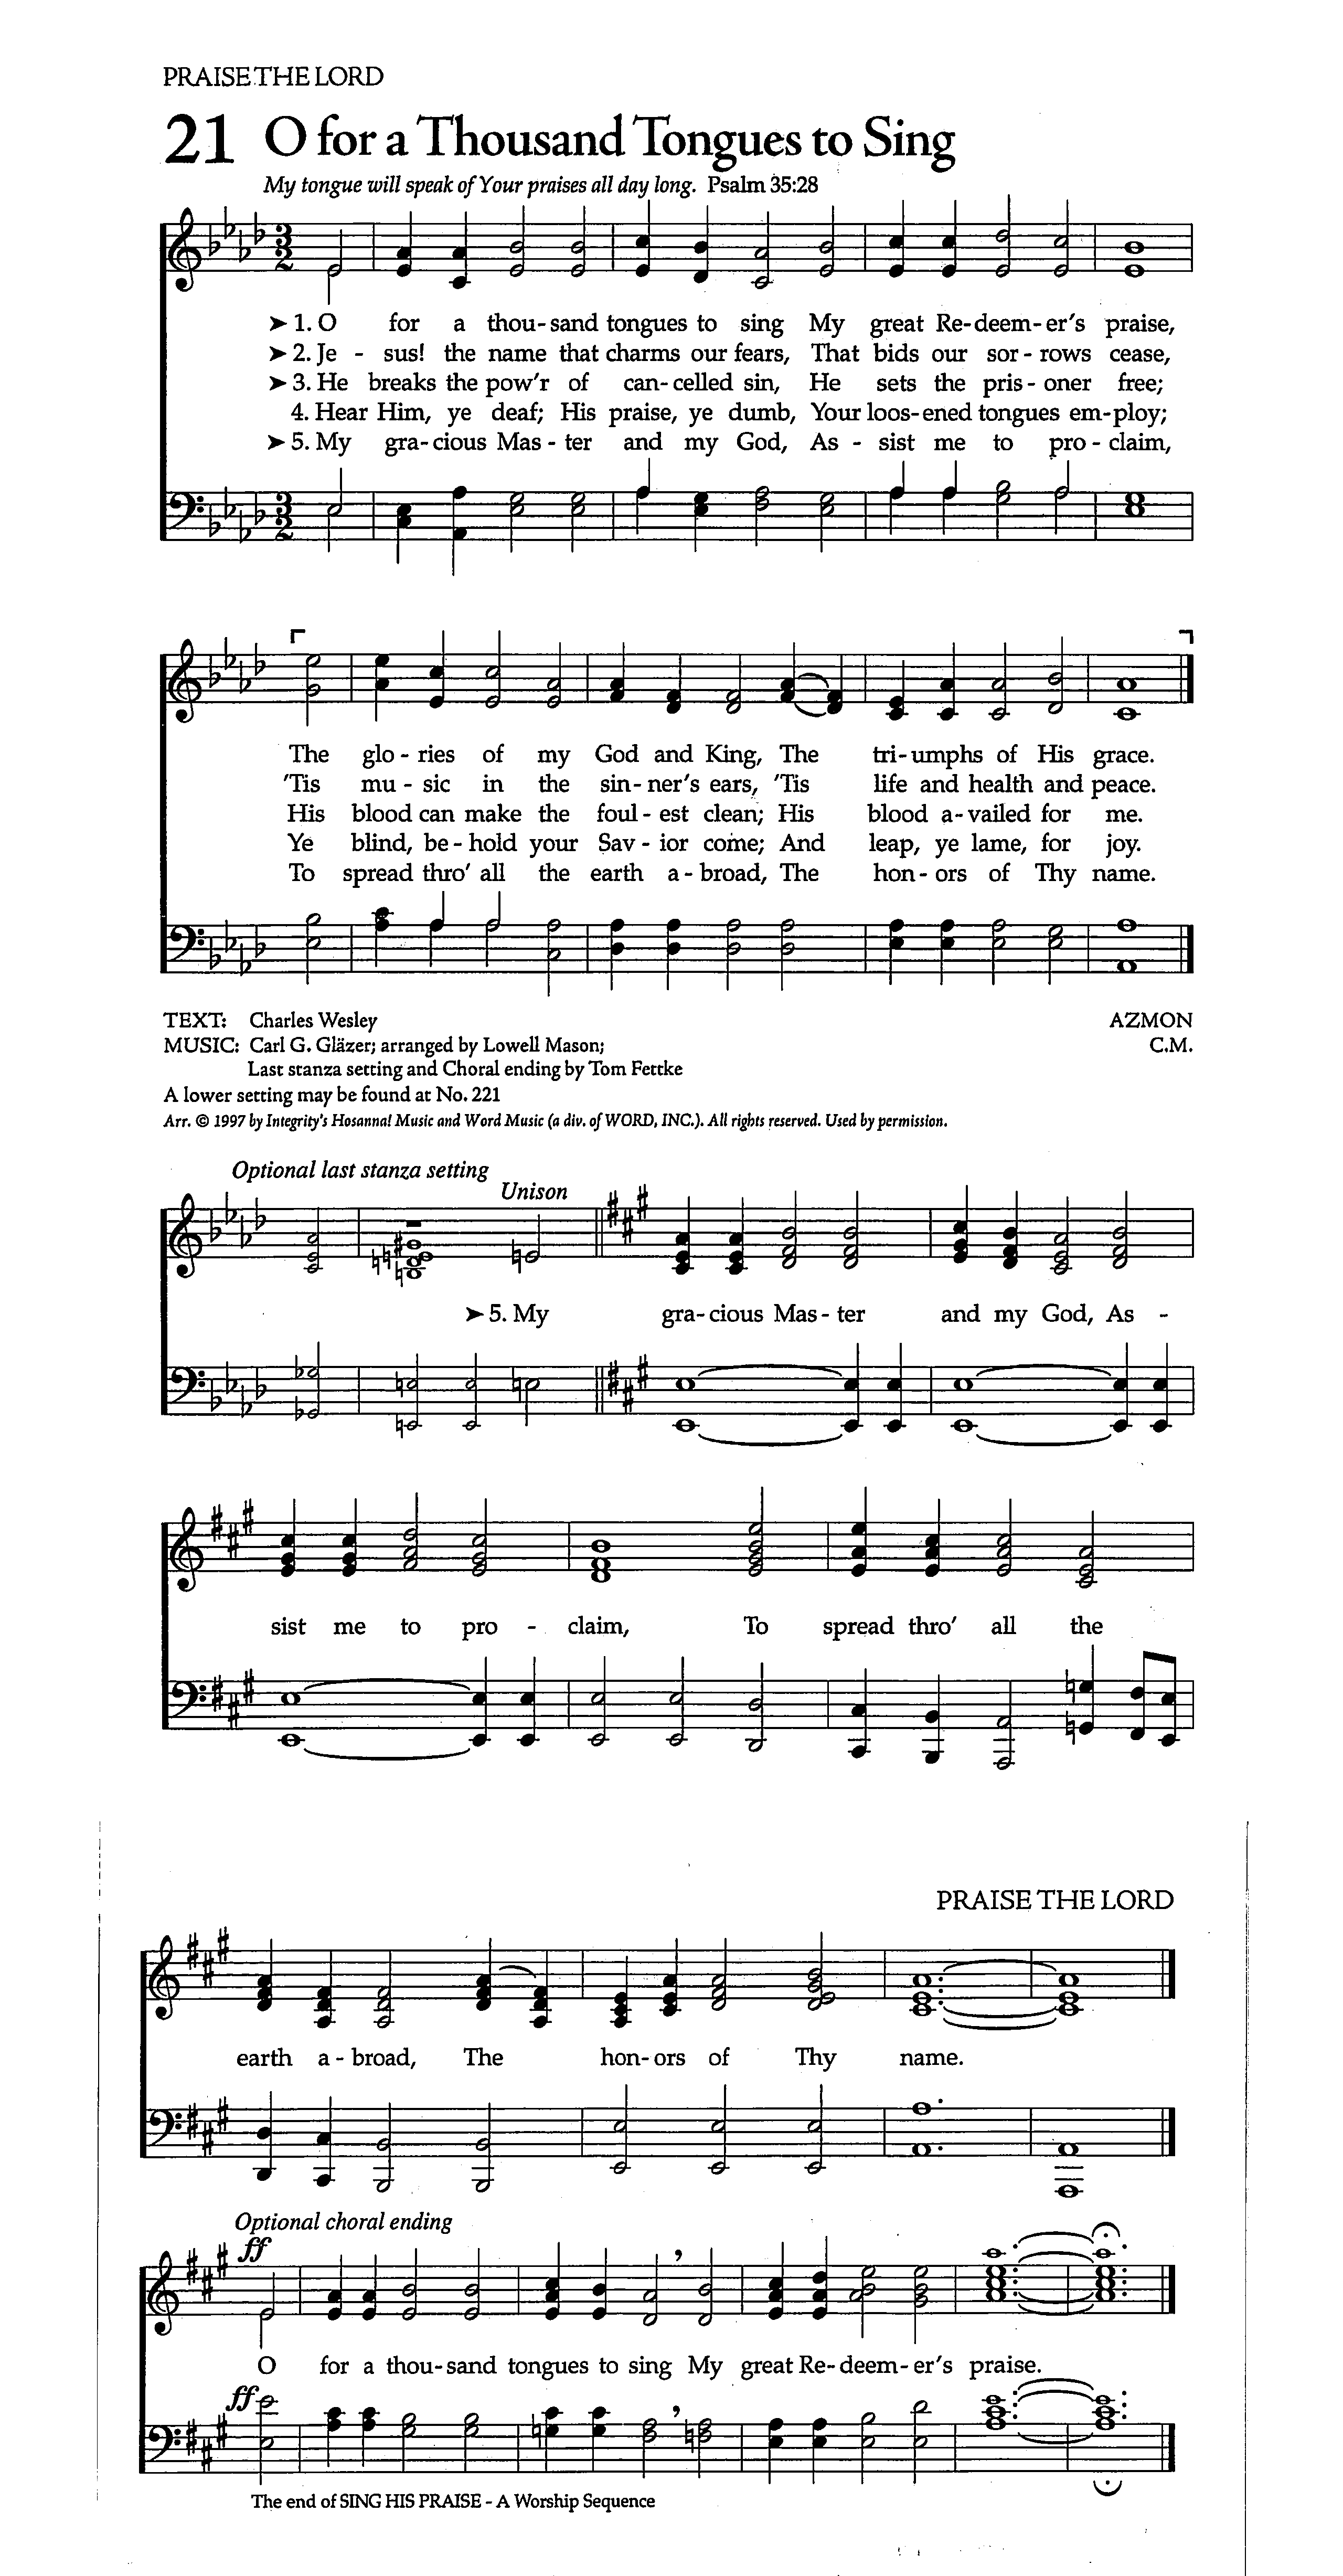 PRAISE THE LORD
21 O for a Thousand Tongues to Sing
My tongue will speak of Your praises all day long. Psalm 35:28
➤ 1. O for a thou-sand tongues to sing My great Re-deem-er's praise,
➤ 2. Je - sus! the name that charms our fears, That bids our sor-rows cease,
➤ 3. He breaks the pow'r of can-celled sin, He sets the pris-oner free;
4. Hear Him, ye deaf; His praise, ye dumb, Your loos-ened tongues em-ploy;
➤ 5. My gra-cious Mas-ter and my God, As - sist me to pro-claim,
The glo-ries of my God and King, The tri-umphs of His grace.
'Tis mu-sic in the sin-ner's ears, 'Tis life and health and peace.
His blood can make the foul-est clean; His blood a-vailed for me.
Ye blind, be-hold your Sav-ior come; And leap, ye lame, for joy.
To spread thro' all the earth a-broad, The hon-ors of Thy name.
TEXT: Charles Wesley AZMON
MUSIC: Carl G. Gläzer; arranged by Lowell Mason; C.M.
Last stanza setting and Choral ending by Tom Fettke
A lower setting may be found at No. 221
Arr. © 1997 by Integrity's Hosanna! Music and Word Music (a div. of WORD, INC.). All rights reserved. Used by permission.
Optional last stanza setting
Unison
➤ 5. My gra-cious Mas-ter and my God, As -
sist me to pro - claim, To spread thro' all the
PRAISE THE LORD
earth a-broad, The hon-ors of Thy name.
Optional choral ending
ff
O for a thou-sand tongues to sing My great Re-deem-er's praise.
ff
The end of SING HIS PRAISE - A Worship Sequence